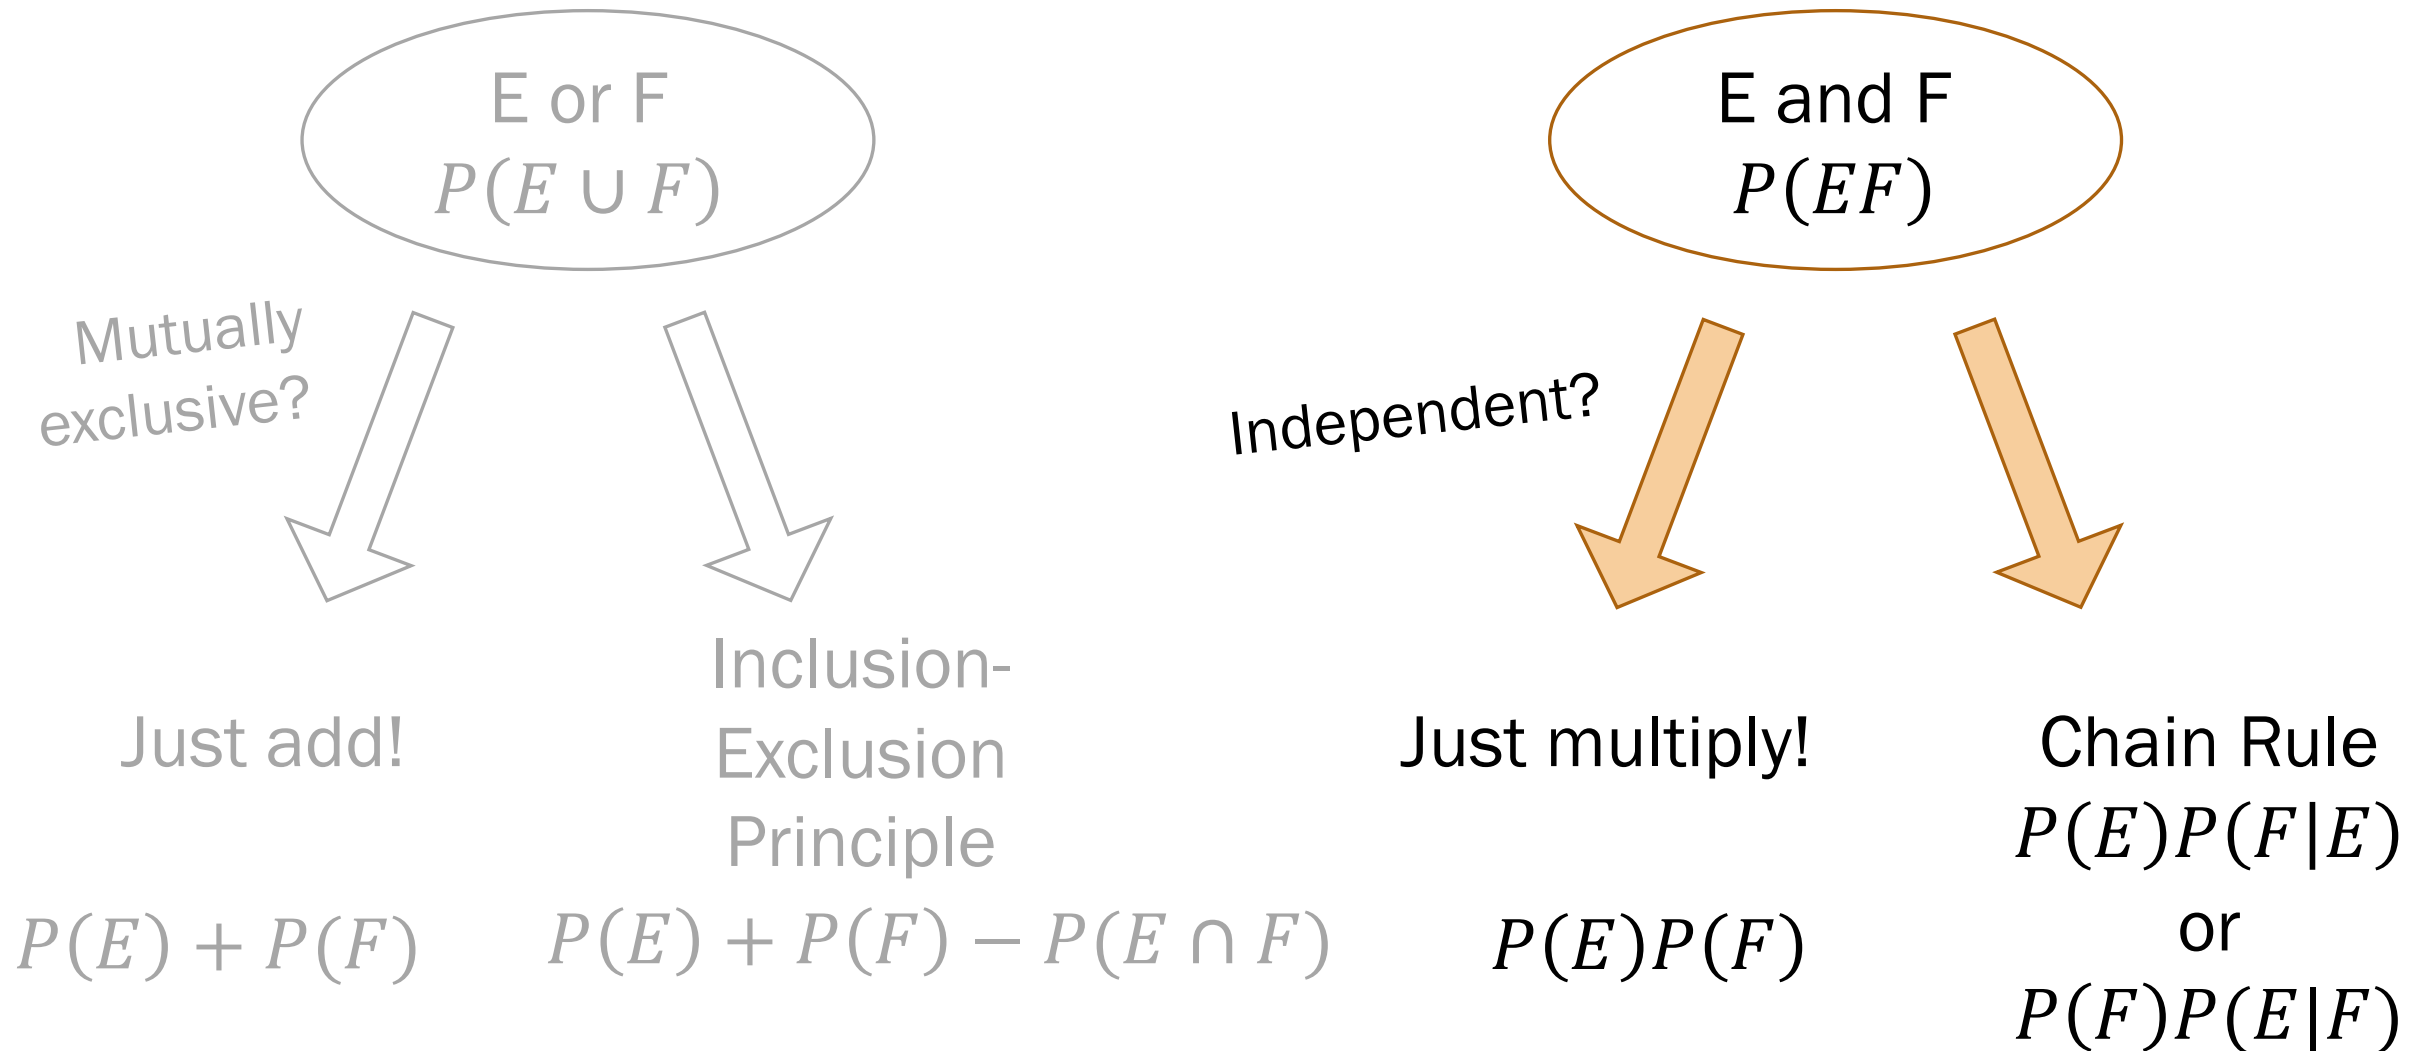 E or F
P(E ∪ F)
Mutually
exclusive?
Just add!
P(E) + P(F)
Inclusion-
Exclusion
Principle
P(E) + P(F) − P(E ∩ F)
E and F
P(EF)
Independent?
Just multiply!
P(E)P(F)
Chain Rule
P(E)P(F|E)
or
P(F)P(E|F)